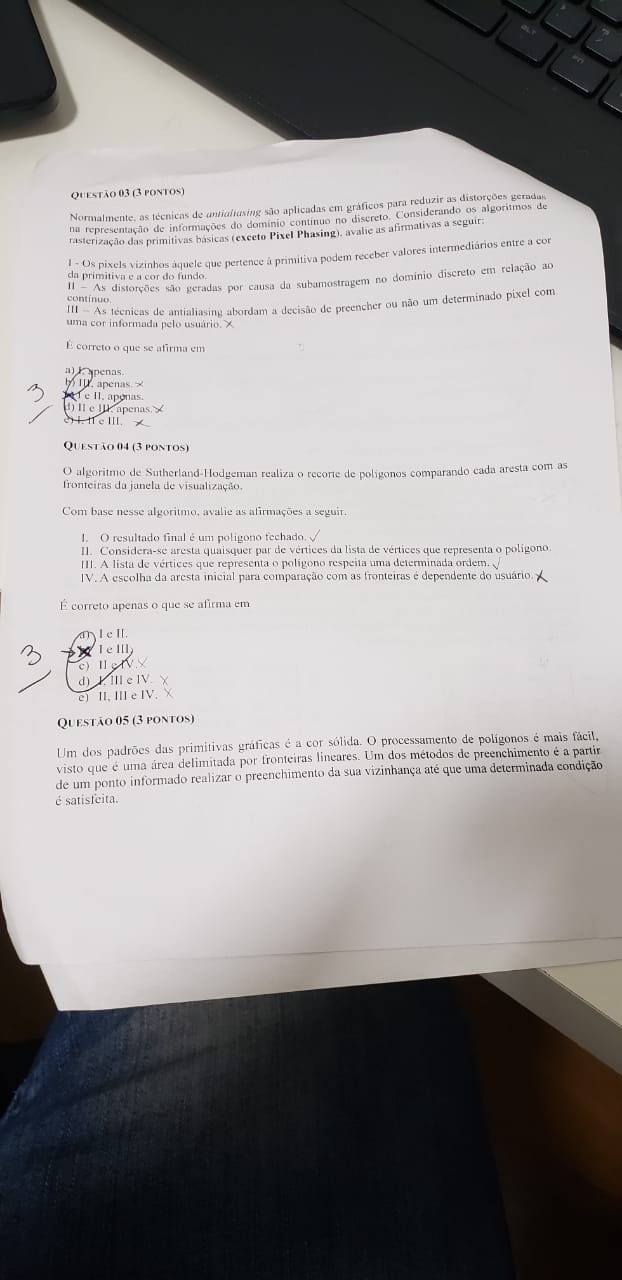 QUESTÃO 03 (3 PONTOS)
Normalmente, as técnicas de antialiasing são aplicadas em gráficos para reduzir as distorções geradas
na representação de informações do domínio contínuo no discreto. Considerando os algoritmos de
rasterização das primitivas básicas (exceto Pixel Phasing), avalie as afirmativas a seguir:
I - Os pixels vizinhos àquele que pertence à primitiva podem receber valores intermediários entre a cor
da primitiva e a cor do fundo.
II – As distorções são geradas por causa da subamostragem no domínio discreto em relação ao
contínuo.
III – As técnicas de antialiasing abordam a decisão de preencher ou não um determinado pixel com
uma cor informada pelo usuário. X
É correto o que se afirma em
a) I, apenas.
b) III, apenas. x
I e II, apenas.
3
d) II e III, apenas. X
e) I, II e III. X
QUESTÃO 04 (3 PONTOS)
O algoritmo de Sutherland-Hodgeman realiza o recorte de polígonos comparando cada aresta com as
fronteiras da janela de visualização.
Com base nesse algoritmo, avalie as afirmações a seguir.
I. O resultado final é um polígono fechado. ✓
II. Considera-se aresta quaisquer par de vértices da lista de vértices que representa o polígono.
III. A lista de vértices que representa o polígono respeita uma determinada ordem. ✓
IV. A escolha da aresta inicial para comparação com as fronteiras é dependente do usuário. X
É correto apenas o que se afirma em
a) I e II.
3 I e III.
c) II e IV. X
d) I, III e IV. X
e) II, III e IV. X
QUESTÃO 05 (3 PONTOS)
Um dos padrões das primitivas gráficas é a cor sólida. O processamento de polígonos é mais fácil,
visto que é uma área delimitada por fronteiras lineares. Um dos métodos de preenchimento é a partir
de um ponto informado realizar o preenchimento da sua vizinhança até que uma determinada condição
é satisfeita.